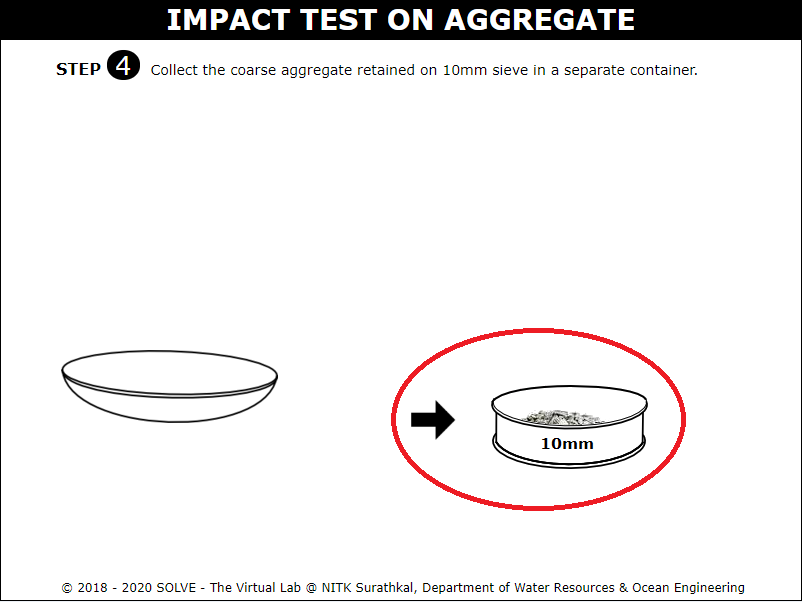 IMPACT TEST ON AGGREGATE
STEP 4 Collect the coarse aggregate retained on 10mm sieve in a separate container.
10mm
© 2018 - 2020 SOLVE - The Virtual Lab @ NITK Surathkal, Department of Water Resources & Ocean Engineering